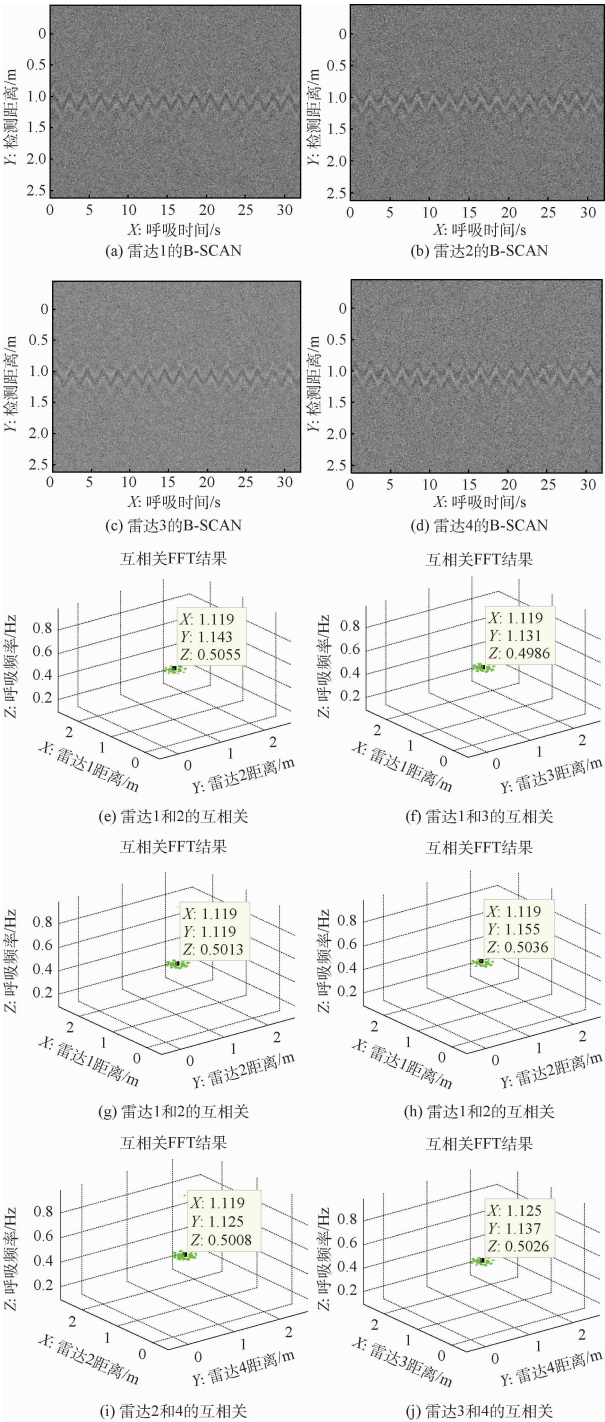 0
0.5
1.0
1.5
2.0
2.5
Y: 检测距离/m
0 5 10 15 20 25 30
X: 呼吸时间/s
(a) 雷达1的B-SCAN
0
0.5
1.0
1.5
2.0
2.5
Y: 检测距离/m
0 5 10 15 20 25 30
X: 呼吸时间/s
(b) 雷达2的B-SCAN
0
0.5
1.0
1.5
2.0
2.5
Y: 检测距离/m
0 5 10 15 20 25 30
X: 呼吸时间/s
(c) 雷达3的B-SCAN
0
0.5
1.0
1.5
2.0
2.5
Y: 检测距离/m
0 5 10 15 20 25 30
X: 呼吸时间/s
(d) 雷达4的B-SCAN
互相关FFT结果
X: 1.119
Y: 1.143
Z: 0.5055
0.8
0.6
0.4
0.2
Z: 呼吸频率/Hz
2 1 0
X: 雷达1距离/m
0 1 2
Y: 雷达2距离/m
(e) 雷达1和2的互相关
互相关FFT结果
X: 1.119
Y: 1.131
Z: 0.4986
0.8
0.6
0.4
0.2
Z: 呼吸频率/Hz
2 1 0
X: 雷达1距离/m
0 1 2
Y: 雷达3距离/m
(f) 雷达1和3的互相关
互相关FFT结果
X: 1.119
Y: 1.119
Z: 0.5013
0.8
0.6
0.4
0.2
Z: 呼吸频率/Hz
2 1 0
X: 雷达1距离/m
0 1 2
Y: 雷达2距离/m
(g) 雷达1和2的互相关
互相关FFT结果
X: 1.119
Y: 1.155
Z: 0.5036
0.8
0.6
0.4
0.2
Z: 呼吸频率/Hz
2 1 0
X: 雷达1距离/m
0 1 2
Y: 雷达2距离/m
(h) 雷达1和2的互相关
互相关FFT结果
X: 1.119
Y: 1.125
Z: 0.5008
0.8
0.6
0.4
0.2
Z: 呼吸频率/Hz
2 1 0
X: 雷达2距离/m
0 1 2
Y: 雷达4距离/m
(i) 雷达2和4的互相关
互相关FFT结果
X: 1.125
Y: 1.137
Z: 0.5026
0.8
0.6
0.4
0.2
Z: 呼吸频率/Hz
2 1 0
X: 雷达3距离/m
0 1 2
Y: 雷达4距离/m
(j) 雷达3和4的互相关